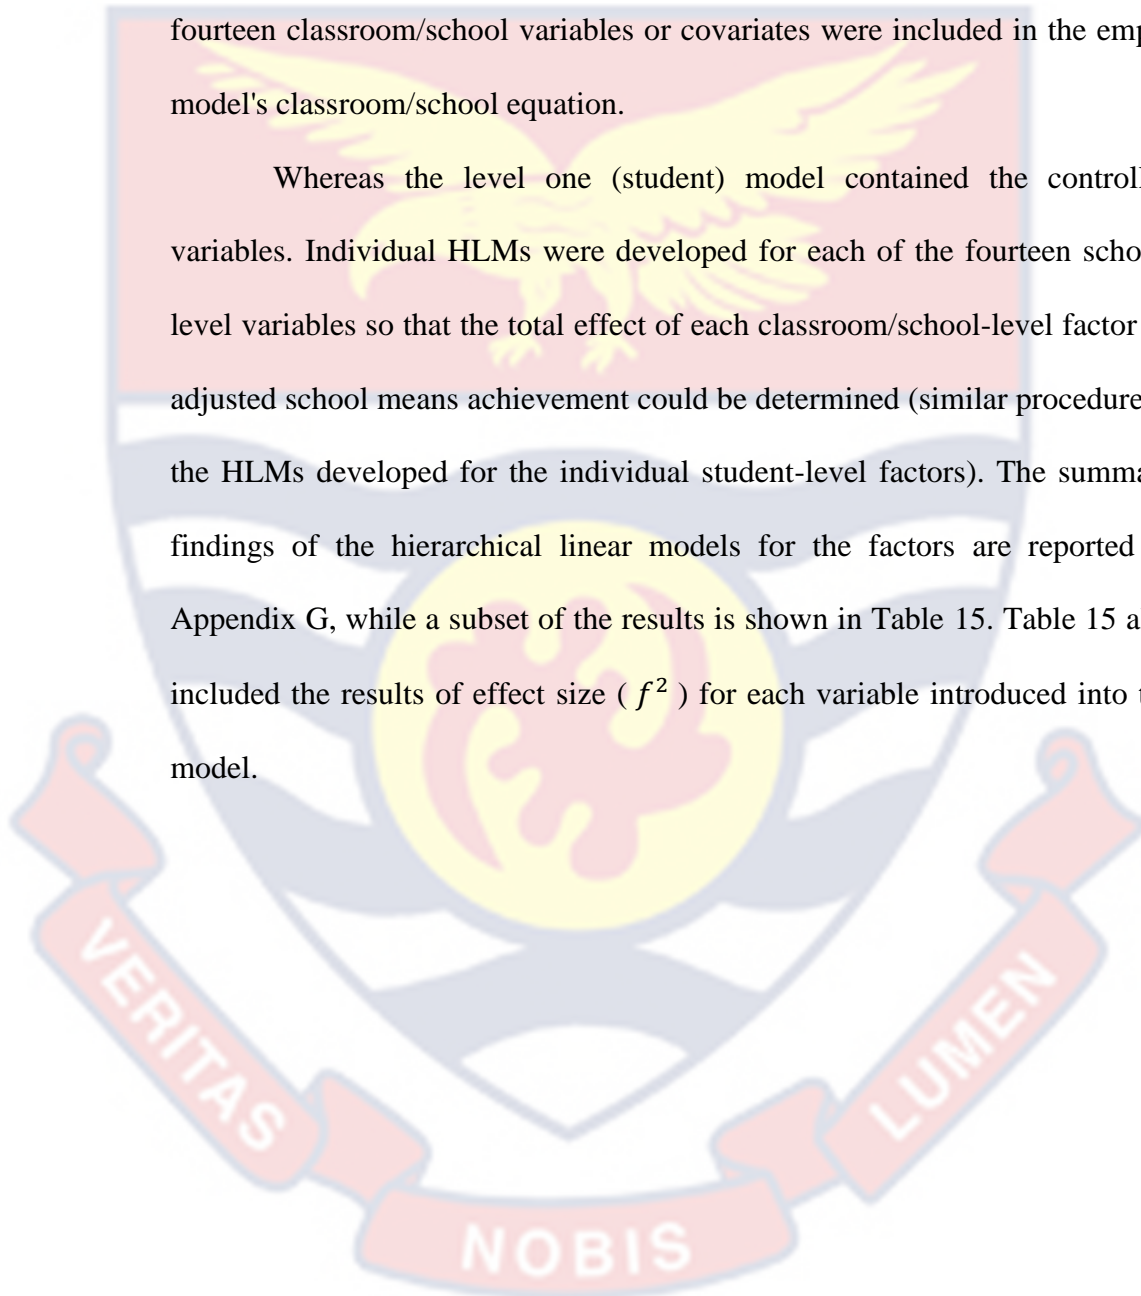 fourteen classroom/school variables or covariates were included in the emp
model's classroom/school equation.
Whereas the level one (student) model contained the controll
variables. Individual HLMs were developed for each of the fourteen scho
level variables so that the total effect of each classroom/school-level factor
adjusted school means achievement could be determined (similar procedure
the HLMs developed for the individual student-level factors). The summa
findings of the hierarchical linear models for the factors are reported
Appendix G, while a subset of the results is shown in Table 15. Table 15 a
included the results of effect size ( f² ) for each variable introduced into t
model.
VERITAS
NOBIS
LUMEN